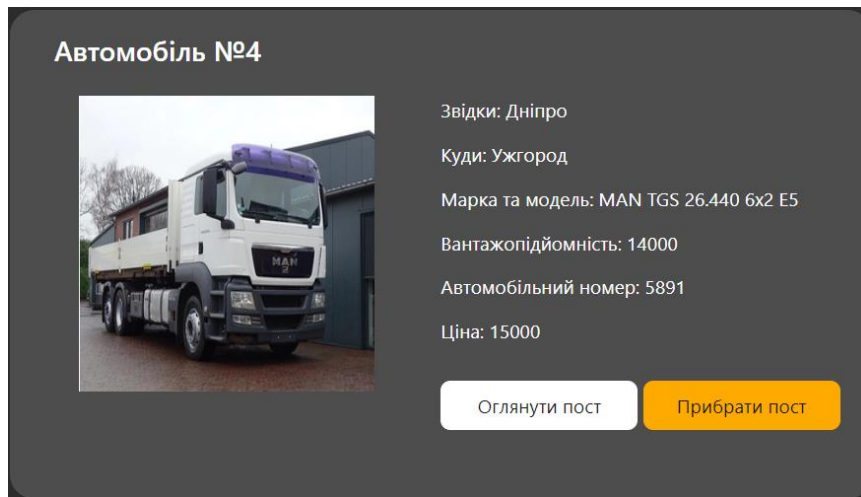 Автомобіль №4
Звідки: Дніпро
Куди: Ужгород
Марка та модель: MAN TGS 26.440 6x2 E5
Вантажопідйомність: 14000
Автомобільний номер: 5891
Ціна: 15000
Оглянути пост
Прибрати пост
MAN